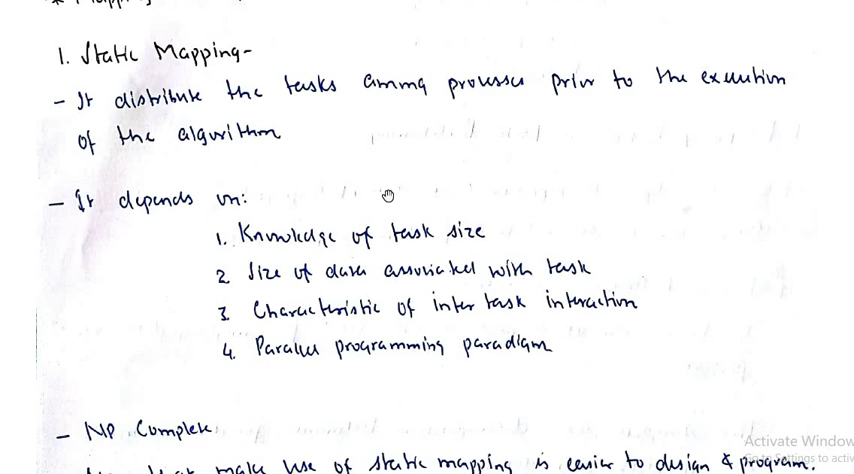 1. Static Mapping-
- It distribute the tasks among processes prior to the execution
of the algorithm
- It depends on:
1. Knowledge of task size
2 Size of data associated with task
3 Characteristic of inter task interaction
4. Parallel programming paradigm
- NP Complete
make use of static mapping is easier to design & program.
Activate Window
Go to Settings to activ